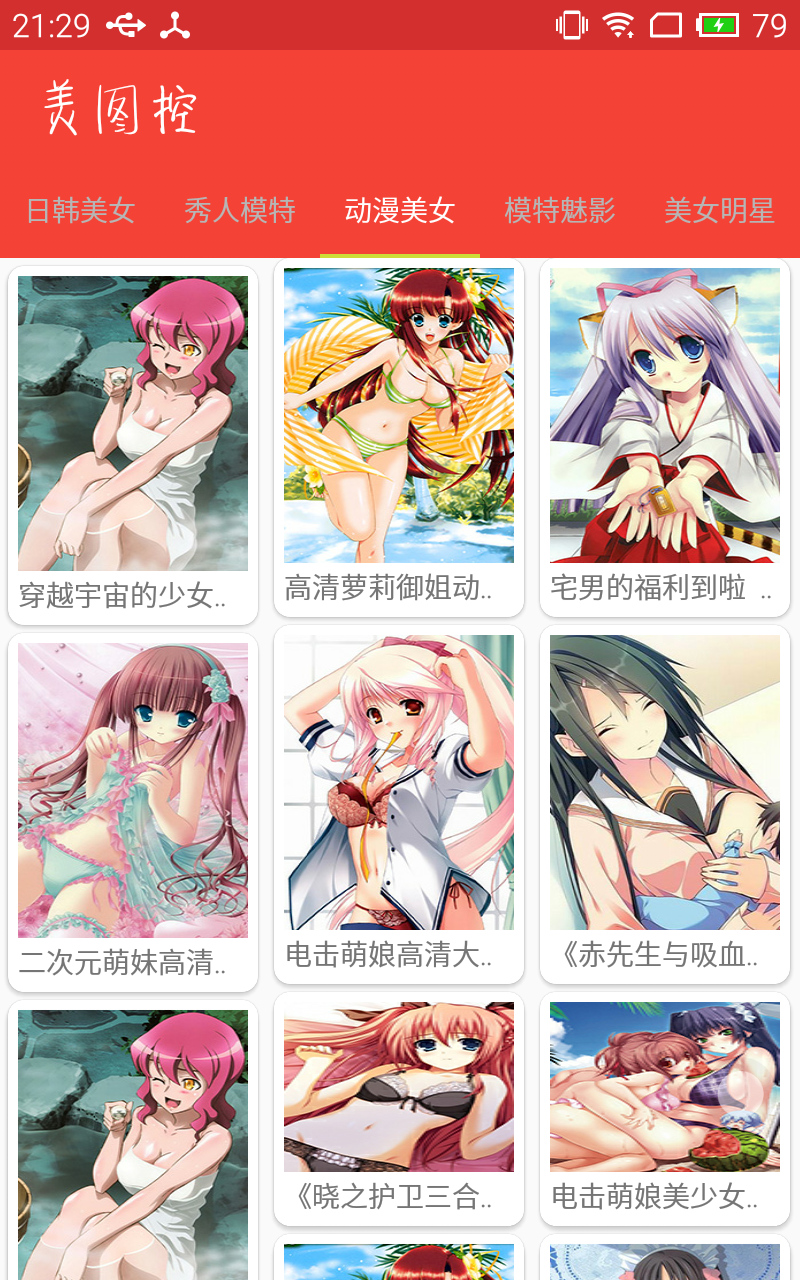 21:29 79
美图控
日韩美女 秀人模特 动漫美女 模特魅影 美女明星
穿越宇宙的少女..
高清萝莉御姐动..
宅男的福利到啦 ..
二次元萌妹高清..
电击萌娘高清大..
《赤先生与吸血..
《晓之护卫三合..
电击萌娘美少女..